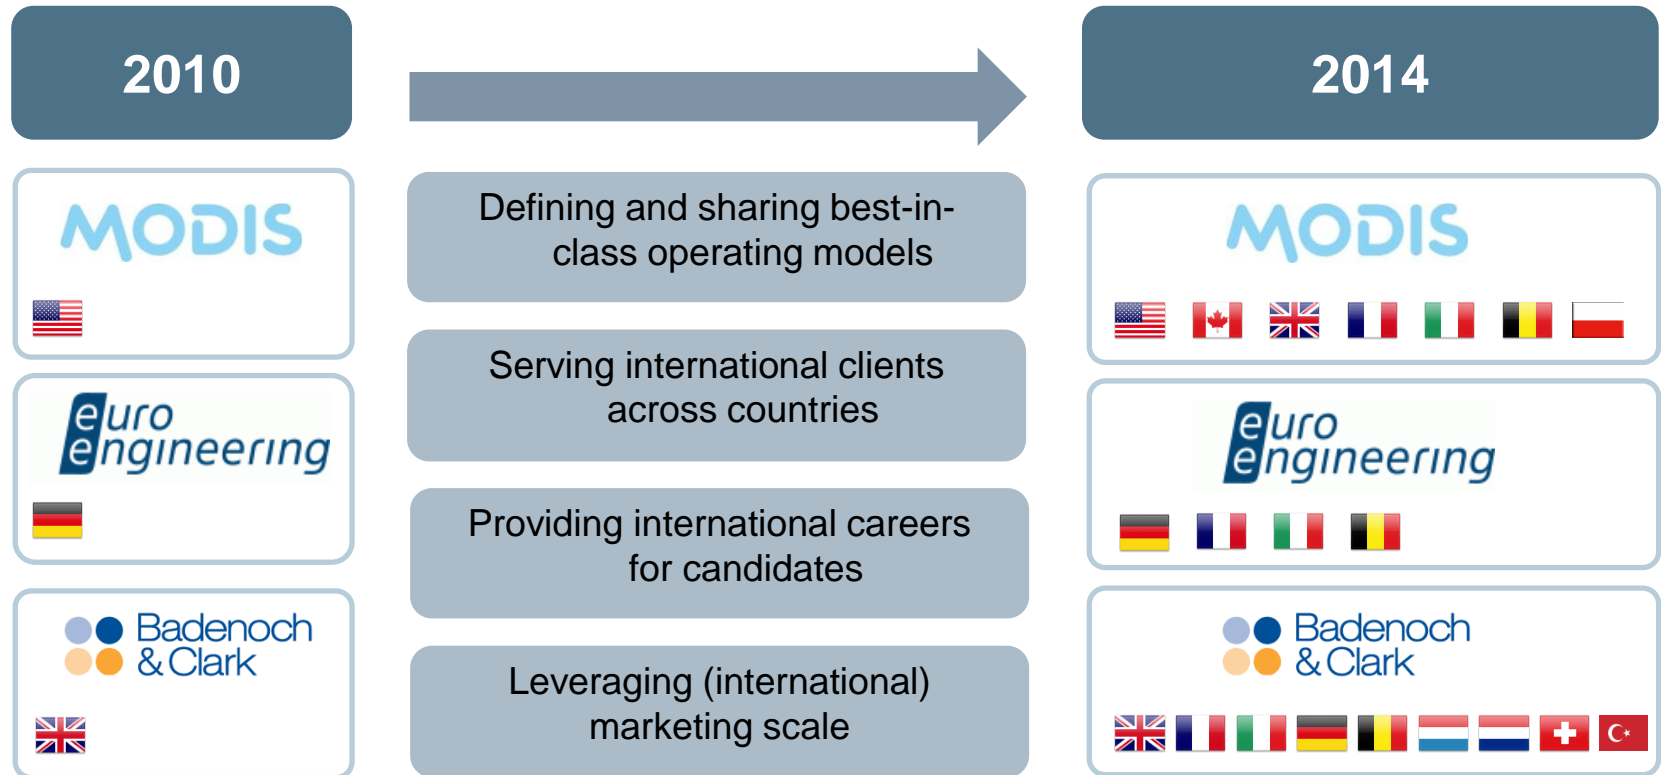 2010
2014
MODIS
euro
engineering
Badenoch
& Clark
Defining and sharing best-in-
class operating models
Serving international clients
across countries
Providing international careers
for candidates
Leveraging (international)
marketing scale
MODIS
euro
engineering
Badenoch
& Clark